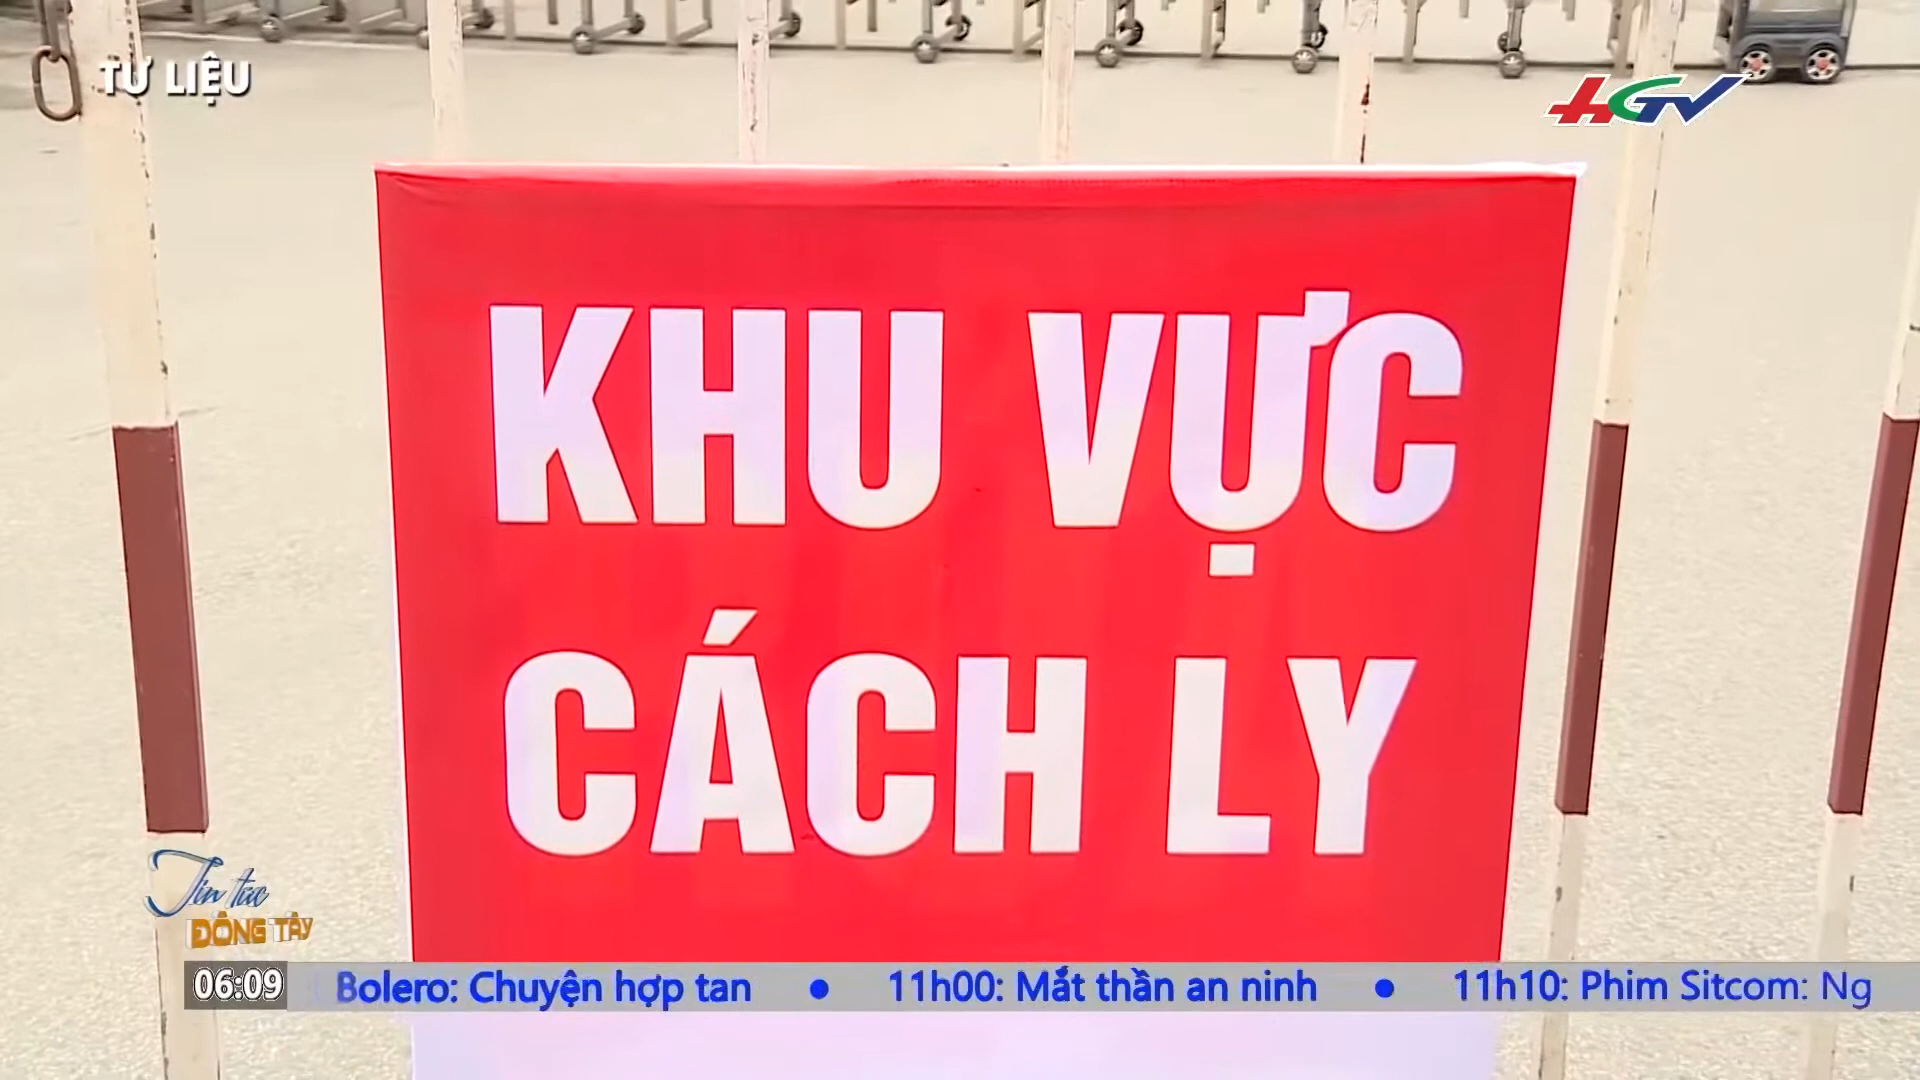 TƯ LIỆU
HGTV
KHU VỰC
CÁCH LY
Tin tức
ĐÔNG TÂY
06:09 Bolero: Chuyện hợp tan • 11h00: Mắt thần an ninh • 11h10: Phim Sitcom: Ng